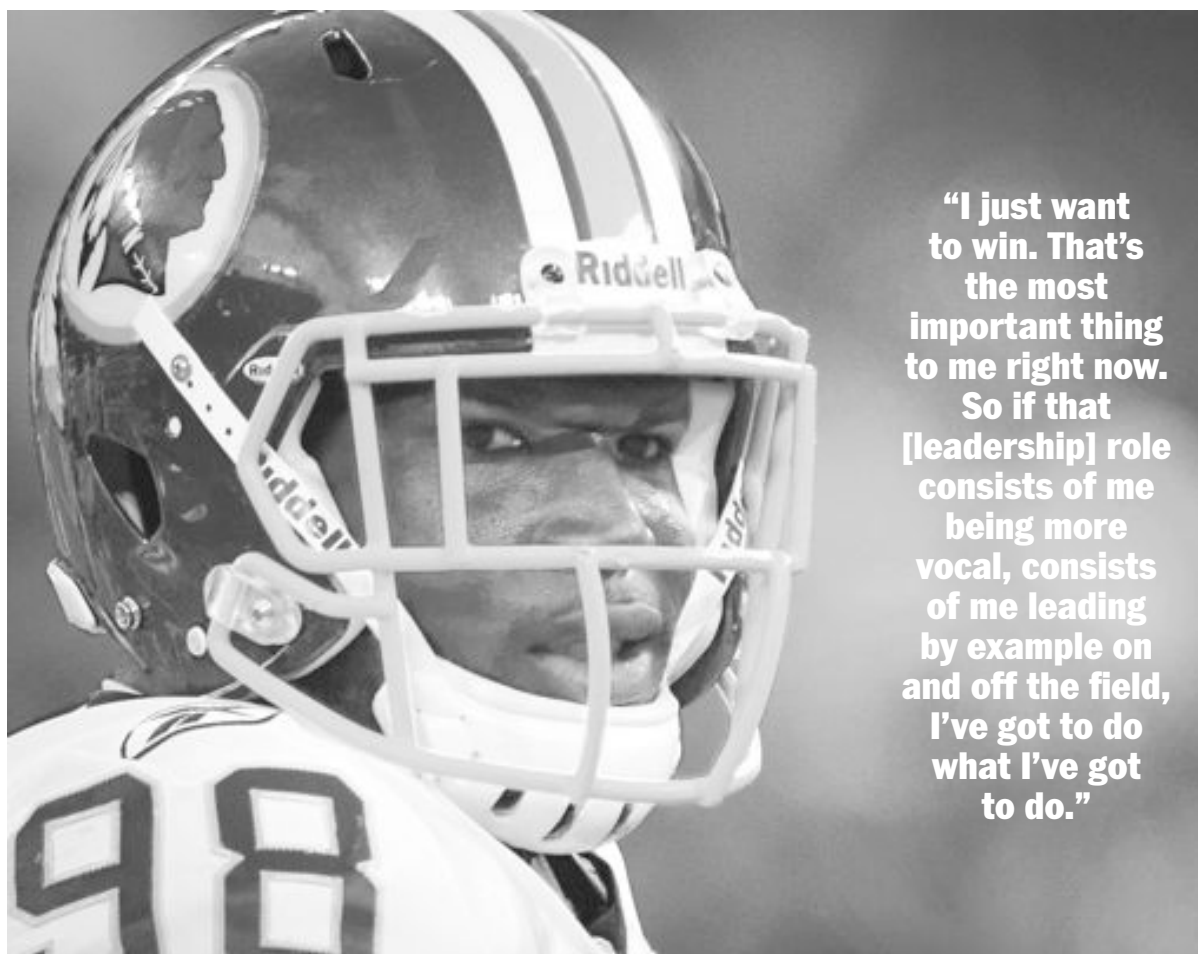 Riddell
Rid
Riddell
Ridd
98
“I just want
to win. That’s
the most
important thing
to me right now.
So if that
[leadership] role
consists of me
being more
vocal, consists
of me leading
by example on
and off the field,
I’ve got to do
what I’ve got
to do.”